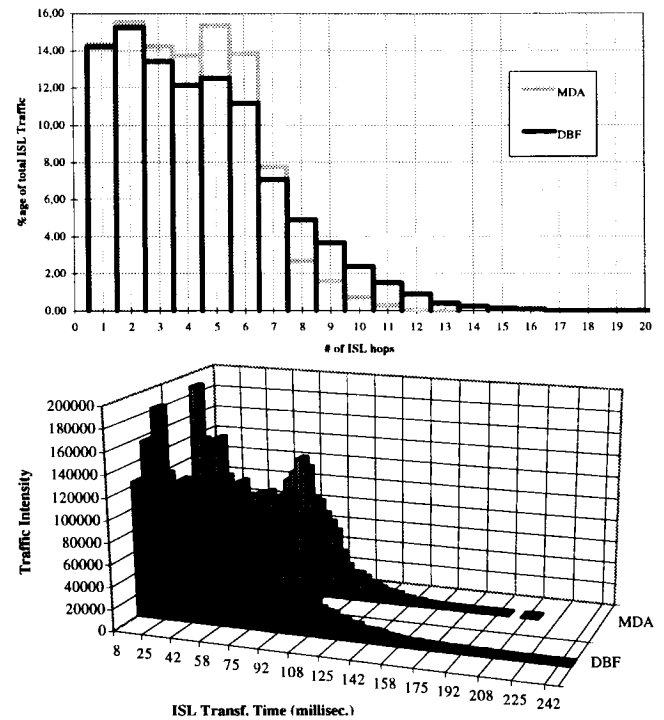 16,00
14,00
12,00
10,00
8,00
6,00
4,00
2,00
0,00
%age of total ISL Traffic
MDA
DBF
0 1 2 3 4 5 6 7 8 9 10 11 12 13 14 15 16 17 18 19 20
# of ISL hops
200000
180000
160000
140000
120000
100000
80000
60000
40000
20000
0
Traffic Intensity
8 25 42 58 75 92 108 125 142 158 175 192 208 225 242
MDA
DBF
ISL Transf. Time (millisec.)